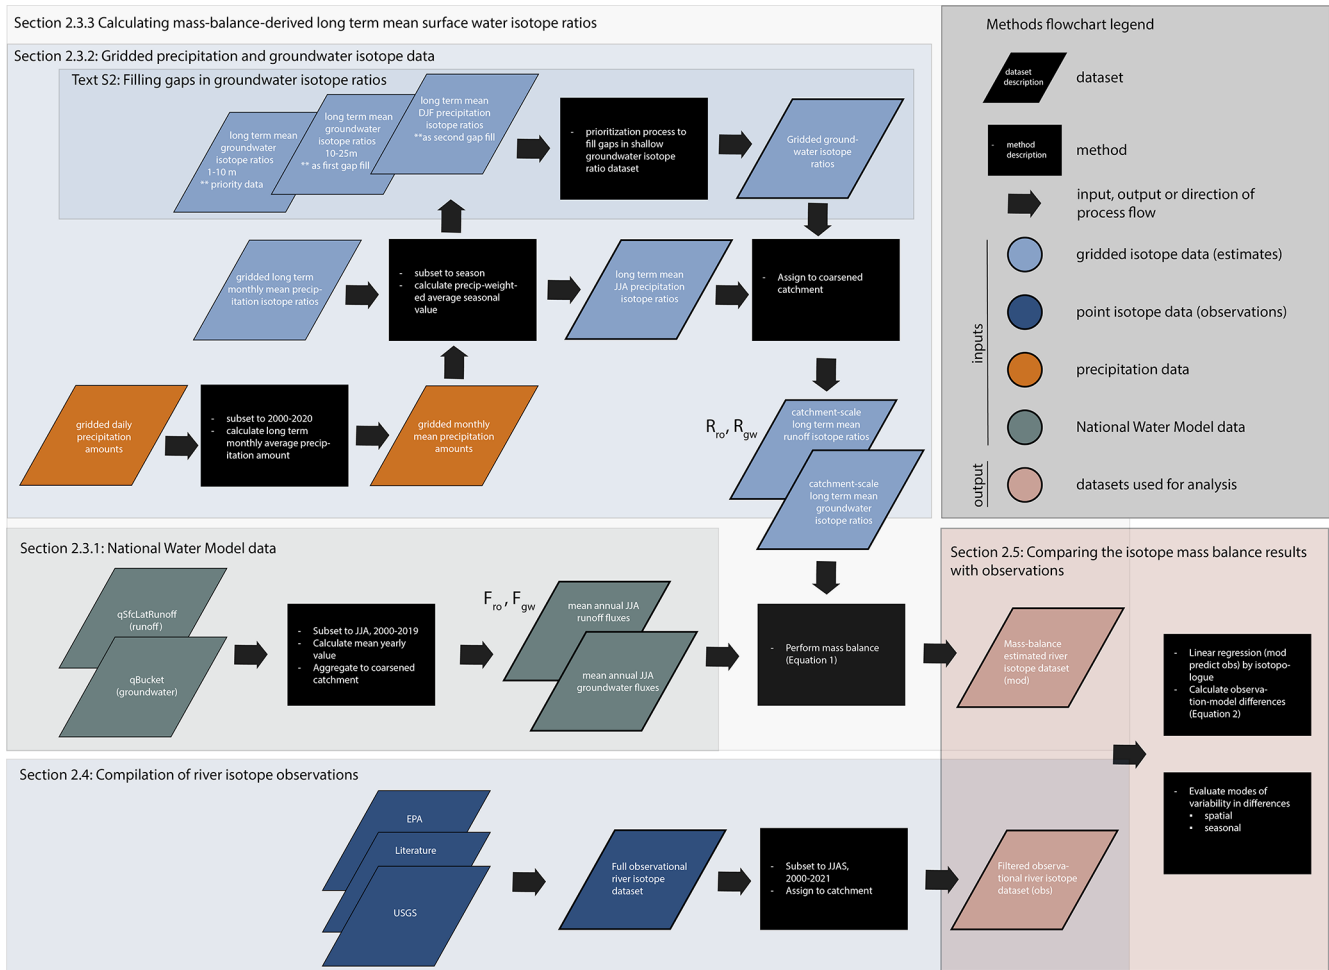 Section 2.3.3 Calculating mass-balance-derived long term mean surface water isotope ratios
Section 2.3.2: Gridded precipitation and groundwater isotope data
Text S2: Filling gaps in groundwater isotope ratios
long term mean
groundwater
isotope ratios
1-10 m
** priority data
long term mean
groundwater
isotope ratios
10-25m
** as first gap fill
long term mean
DJF precipitation
isotope ratios
**as second gap fill
- prioritization process to
fill gaps in shallow
groundwater isotope
ratio dataset
Gridded ground-
water isotope
ratios
gridded long term
monthly mean precip-
itation isotope ratios
- subset to season
- calculate precip-weight-
ed average seasonal
value
long term mean
JJA precipitation
isotope ratios
- Assign to coarsened
catchment
gridded daily
precipitation
amounts
- subset to 2000-2020
- calculate long term
monthly average precip-
itation amount
gridded monthly
mean precipitation
amounts
Rro, Rgw
catchment-scale
long term mean
runoff isotope ratios
catchment-scale
long term mean
groundwater
isotope ratios
Methods flowchart legend
dataset
description
dataset
- method
description
method
input, output or direction of
process flow
inputs
gridded isotope data (estimates)
point isotope data (observations)
precipitation data
National Water Model data
output
datasets used for analysis
Section 2.3.1: National Water Model data
qSfcLatRunoff
(runoff)
qBucket
(groundwater)
- Subset to JJA, 2000-2019
- Calculate mean yearly
value
- Aggregate to coarsened
catchment
Fro, Fgw
mean annual JJA
runoff fluxes
mean annual JJA
groundwater fluxes
- Perform mass balance
(Equation 1)
Section 2.5: Comparing the isotope mass balance results
with observations
Mass-balance
estimated river
isotope dataset
(mod)
- Linear regression (mod
predict obs) by isotopo-
logue
- Calculate observa-
tion-model differences
(Equation 2)
- Evaluate modes of
variability in differences
▪ spatial
▪ seasonal
Section 2.4: Compilation of river isotope observations
EPA
Literature
USGS
Full observational
river isotope
dataset
- Subset to JJAS,
2000-2021
- Assign to catchment
Filtered observa-
tional river isotope
dataset (obs)